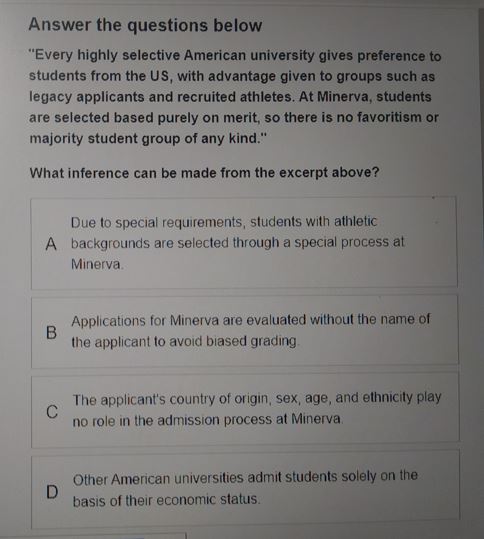 Answer the questions below
"Every highly selective American university gives preference to
students from the US, with advantage given to groups such as
legacy applicants and recruited athletes. At Minerva, students
are selected based purely on merit, so there is no favoritism or
majority student group of any kind."
What inference can be made from the excerpt above?
A
Due to special requirements, students with athletic
backgrounds are selected through a special process at
Minerva.
B
Applications for Minerva are evaluated without the name of
the applicant to avoid biased grading.
C
The applicant's country of origin, sex, age, and ethnicity play
no role in the admission process at Minerva.
D
Other American universities admit students solely on the
basis of their economic status.